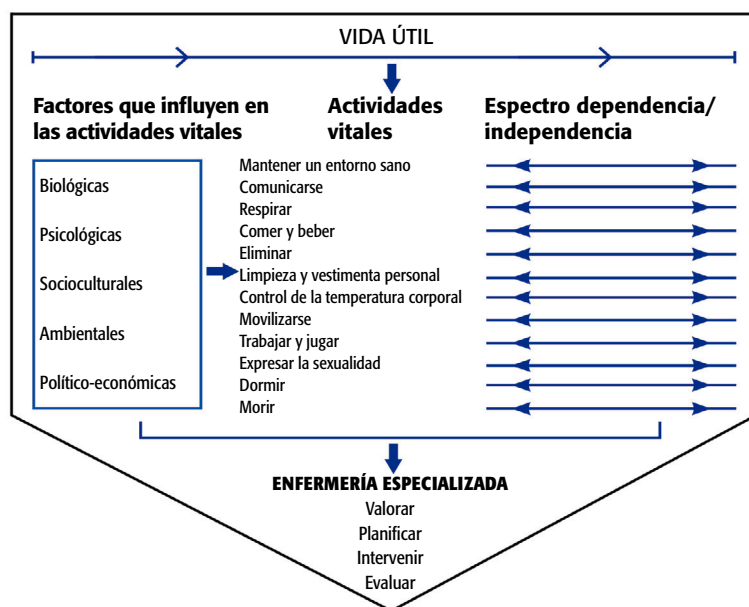 VIDA ÚTIL
Factores que influyen en
las actividades vitales
Actividades
vitales
Espectro dependencia/
independencia
Biológicas
Psicológicas
Socioculturales
Ambientales
Político-económicas
Mantener un entorno sano
Comunicarse
Respirar
Comer y beber
Eliminar
Limpieza y vestimenta personal
Control de la temperatura corporal
Movilizarse
Trabajar y jugar
Expresar la sexualidad
Dormir
Morir
ENFERMERÍA ESPECIALIZADA
Valorar
Planificar
Intervenir
Evaluar